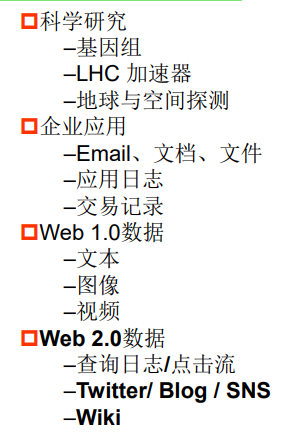 科学研究
–基因组
–LHC 加速器
–地球与空间探测
企业应用
–Email、文档、文件
–应用日志
–交易记录
Web 1.0数据
–文本
–图像
–视频
Web 2.0数据
–查询日志/点击流
–Twitter/ Blog / SNS
–Wiki